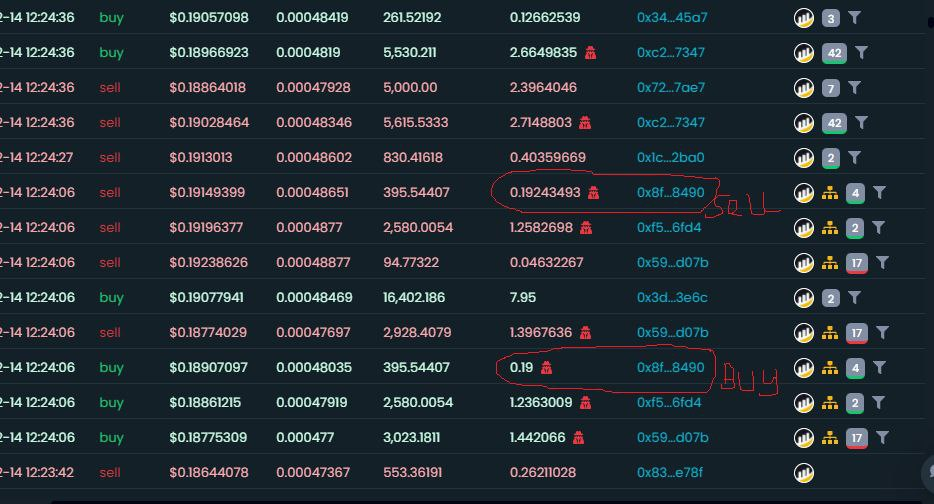 2-14 12:24:36 buy $0.19057098 0.00048419 261.52192 0.12662539 0x34...45a7 3
2-14 12:24:36 buy $0.18966923 0.0004819 5,530.211 2.6649835 0xc2...7347 42
2-14 12:24:36 sell $0.18864018 0.00047928 5,000.00 2.3964046 0x72...7ae7 7
2-14 12:24:36 sell $0.19028464 0.00048346 5,615.5333 2.7148803 0xc2...7347 42
2-14 12:24:27 sell $0.1913013 0.00048602 830.41618 0.40359669 0x1c...2ba0 2
2-14 12:24:06 sell $0.19149399 0.00048651 395.54407 0.19243493 0x8f...8490 SELL 4
2-14 12:24:06 sell $0.19196377 0.0004877 2,580.0054 1.2582698 0xf5...6fd4 2
2-14 12:24:06 sell $0.19238626 0.00048877 94.77322 0.04632267 0x59...d07b 17
2-14 12:24:06 buy $0.19077941 0.00048469 16,402.186 7.95 0x3d...3e6c 2
2-14 12:24:06 sell $0.18774029 0.00047697 2,928.4079 1.3967636 0x59...d07b 17
2-14 12:24:06 buy $0.18907097 0.00048035 395.54407 0.19 0x8f...8490 BUY 4
2-14 12:24:06 buy $0.18861215 0.00047919 2,580.0054 1.2363009 0xf5...6fd4 2
2-14 12:24:06 buy $0.18775309 0.000477 3,023.1811 1.442066 0x59...d07b 17
2-14 12:23:42 sell $0.18644078 0.00047367 553.36191 0.26211028 0x83...e78f